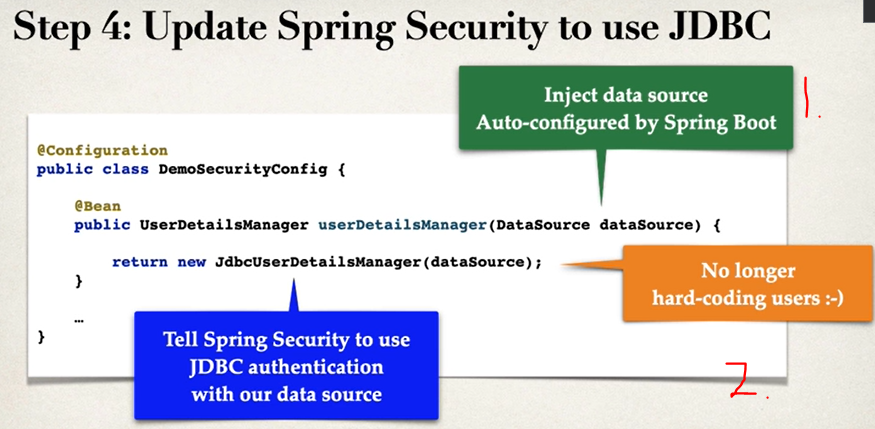 Step 4: Update Spring Security to use JDBC
Inject data source
Auto-configured by Spring Boot
1.
@Configuration
public class DemoSecurityConfig {
@Bean
public UserDetailsManager userDetailsManager(DataSource dataSource) {
return new JdbcUserDetailsManager(dataSource);
}
No longer
hard-coding users :-)
…
}
Tell Spring Security to use
JDBC authentication
with our data source
2.